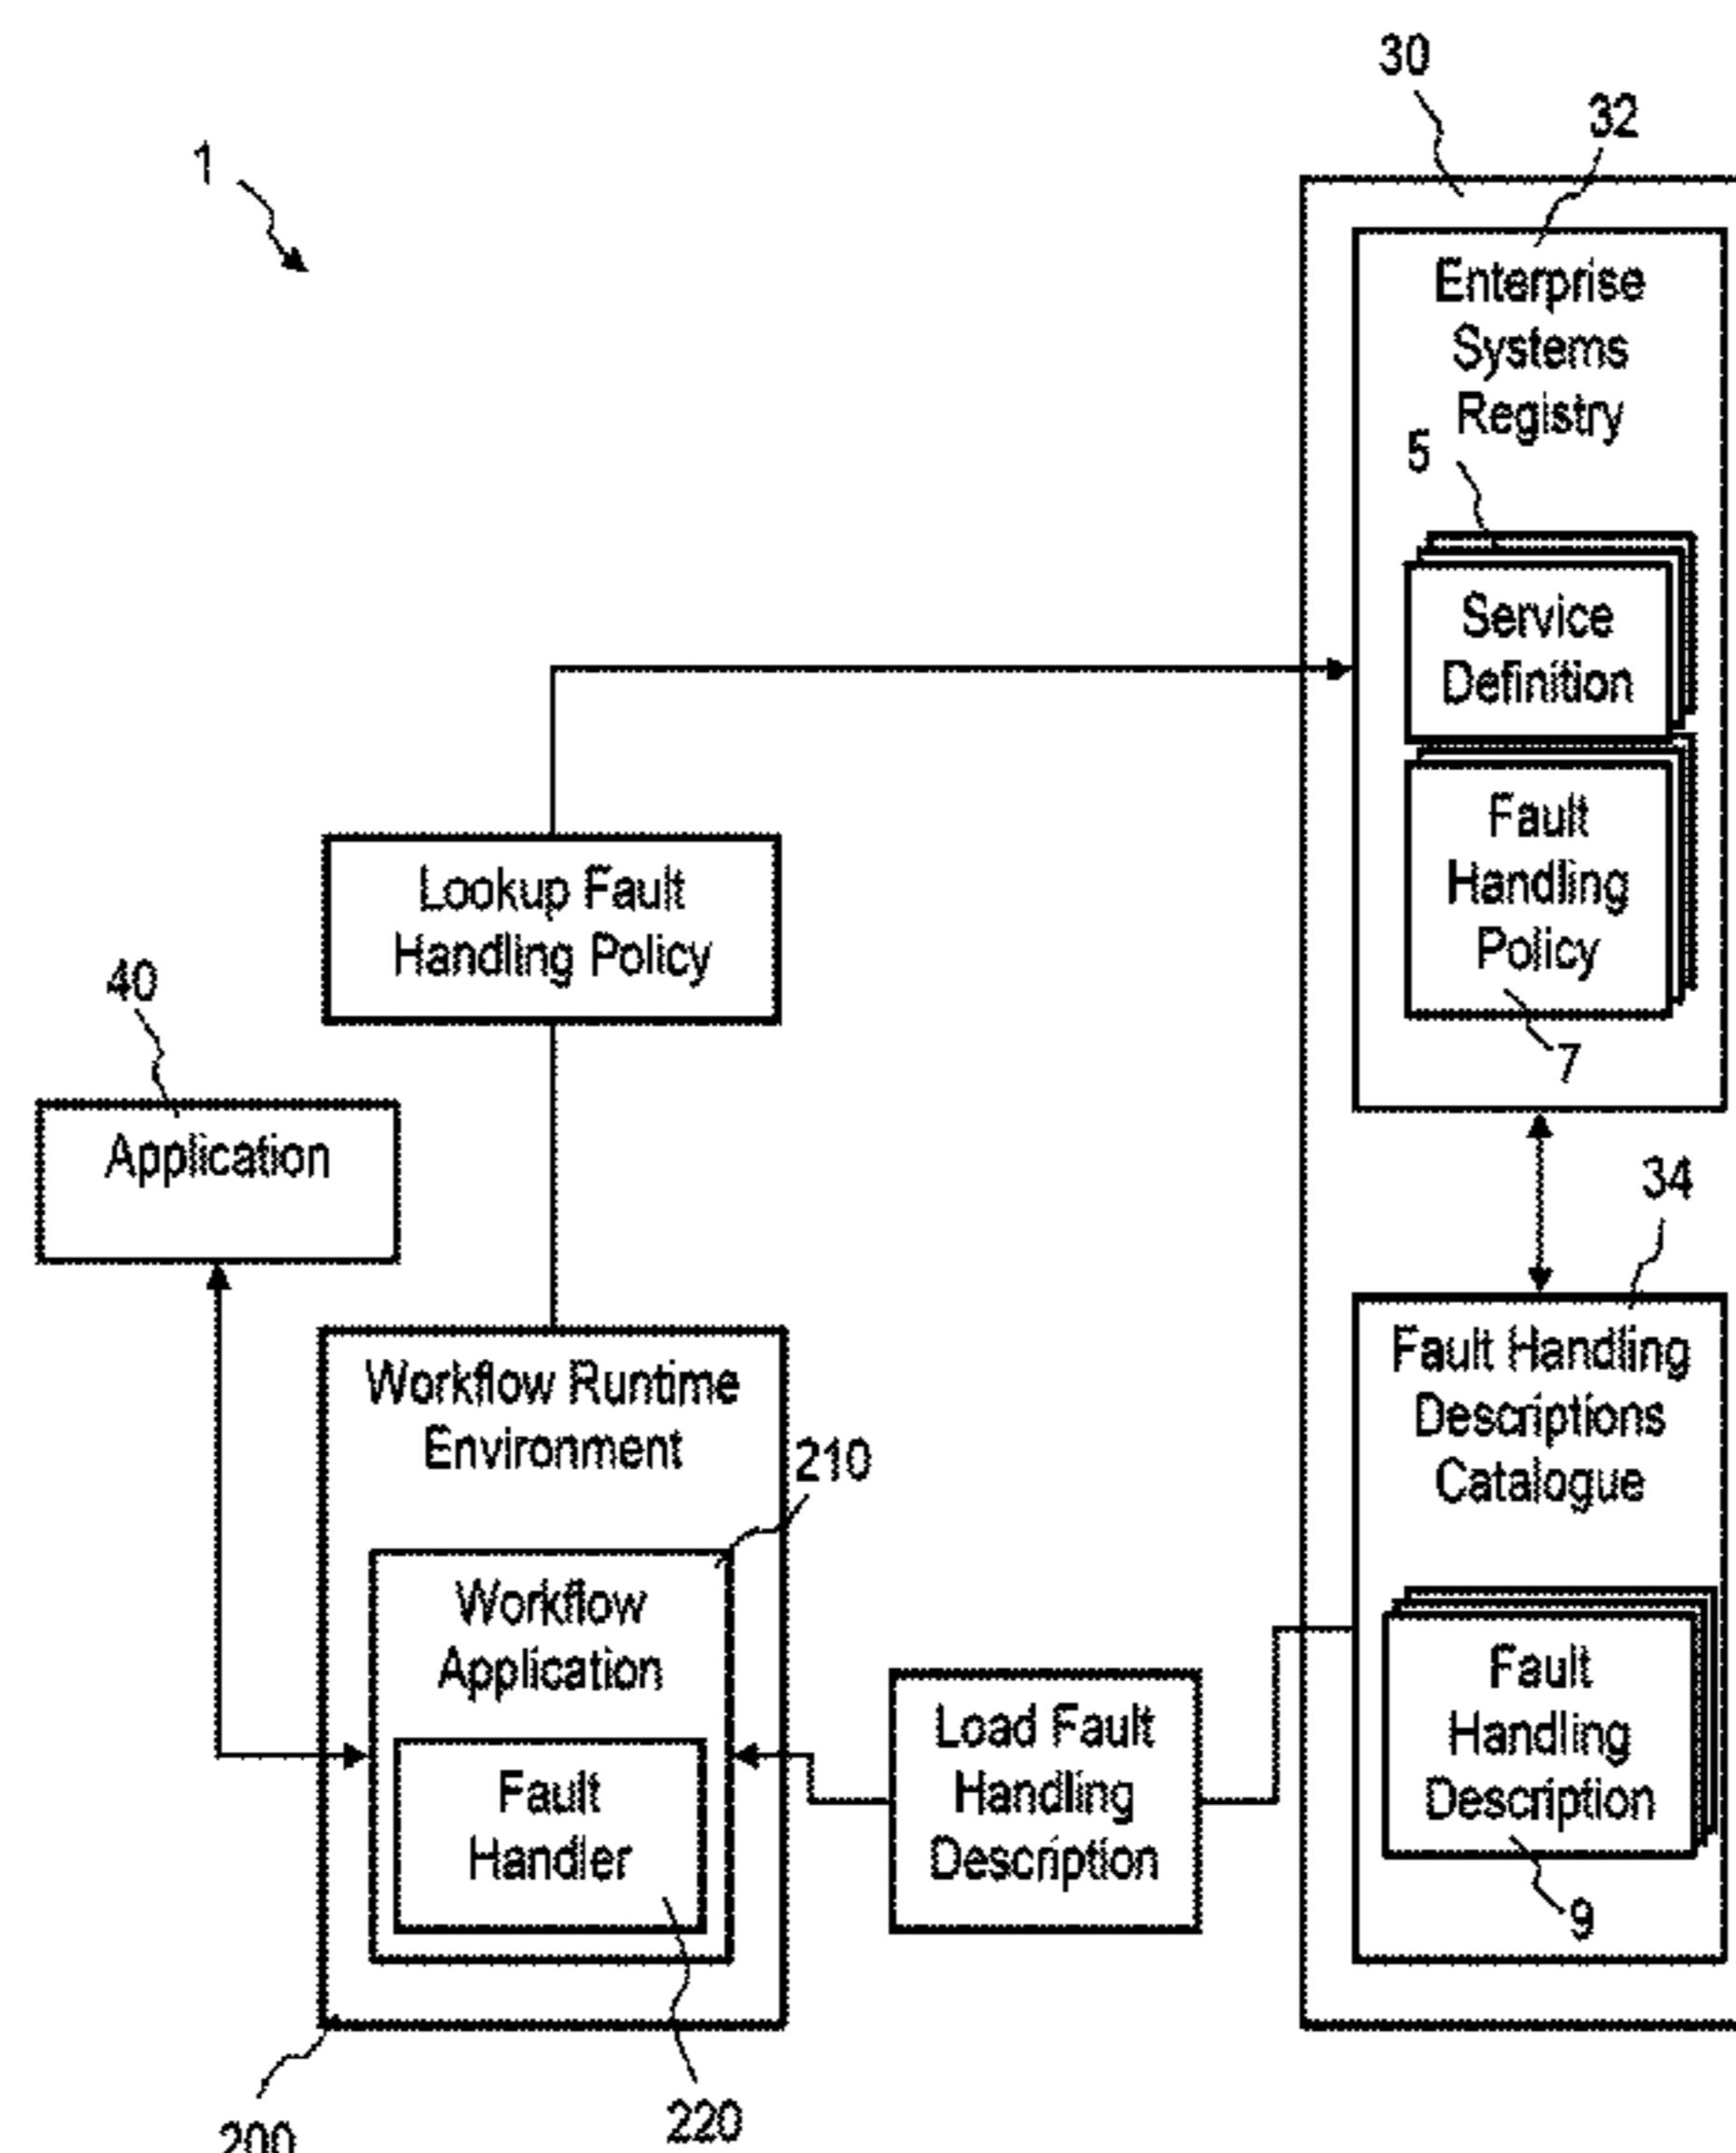 30
32
1
Enterprise
Systems
Registry
5
Service
Definition
Fault
Handling
Policy
7
Lookup Fault
Handling Policy
40
Application
34
Fault Handling
Descriptions
Catalogue
Fault
Handling
Description
9
Workflow Runtime
Environment
210
Workflow
Application
Fault
Handler
Load Fault
Handling
Description
200
220